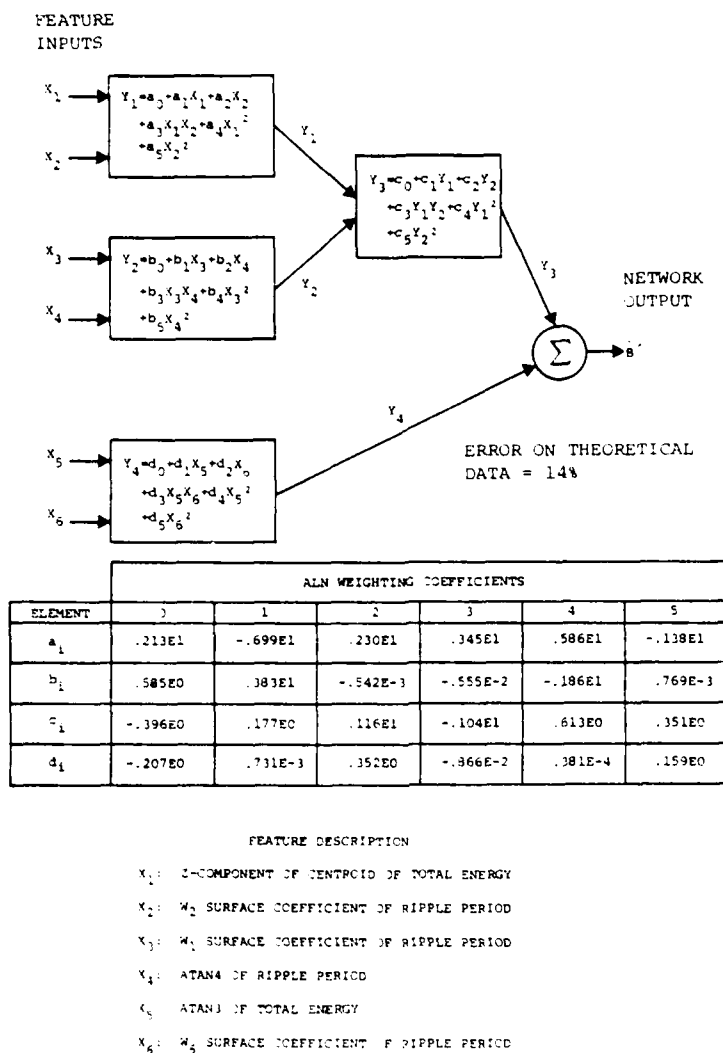 FEATURE
INPUTS
X1
X2
Y1=a0+a1X1+a2X2
+a3X1X2+a4X1²
+a5X2²
Y1
X3
X4
Y2=b0+b1X3+b2X4
+b3X3X4+b4X3²
+b5X4²
Y2
Y3=c0+c1Y1+c2Y2
+c3Y1Y2+c4Y1²
+c5Y2²
Y3
NETWORK
OUTPUT
Σ
Y4
X5
X6
Y4=d0+d1X5+d2X6
+d3X5X6+d4X5²
+d5X6²
ERROR ON THEORETICAL
DATA = 14%
ALN WEIGHTING COEFFICIENTS
ELEMENT 0 1 2 3 4 5
ai .213E1 -.699E1 .230E1 .345E1 .586E1 -.138E1
bi .585E0 .383E1 -.542E-3 -.555E-2 -.186E1 .769E-3
ci -.396E0 .177E0 .116E1 -.104E1 .613E0 .351E0
di -.207E0 .731E-3 .352E0 -.866E-2 .381E-4 .159E0
FEATURE DESCRIPTION
X1: Z-COMPONENT OF CENTROID OF TOTAL ENERGY
X2: W2 SURFACE COEFFICIENT OF RIPPLE PERIOD
X3: W1 SURFACE COEFFICIENT OF RIPPLE PERIOD
X4: ATAN4 OF RIPPLE PERIOD
X5 ATAN3 OF TOTAL ENERGY
X6: SURFACE COEFFICIENT OF RIPPLE PERIOD